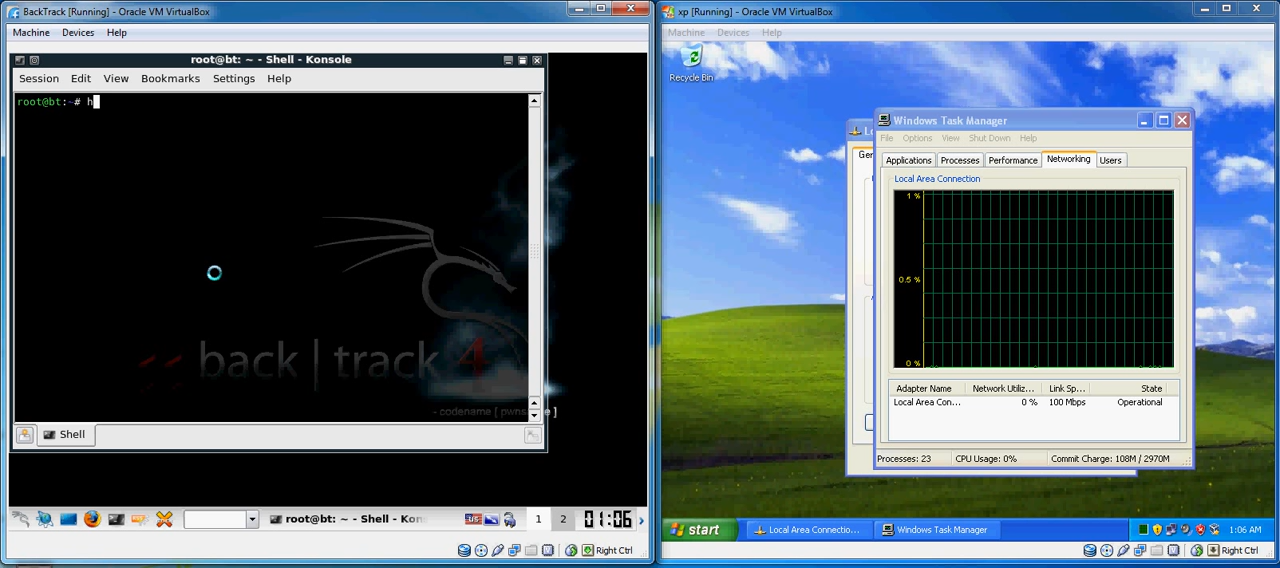 BackTrack [Running] - Oracle VM VirtualBox
Machine Devices Help
root@bt: ~ - Shell - Konsole
Session Edit View Bookmarks Settings Help
root@bt:~# h
back | track 4
- codename [ pwns e ]
Shell
root@bt: ~ - Shell - Kon
1 2 01:06
Right Ctrl
xp [Running] - Oracle VM VirtualBox
Machine Devices Help
Recycle Bin
Lo
Gen
Windows Task Manager
File Options View Shut Down Help
Applications Processes Performance Networking Users
Local Area Connection
1 %
0.5 %
0 %
Adapter Name Network Utiliz... Link Sp... State
Local Area Con... 0 % 100 Mbps Operational
Processes: 23 CPU Usage: 0% Commit Charge: 108M / 2970M
start Local Area Connectio... Windows Task Manager 1:06 AM
Right Ctrl